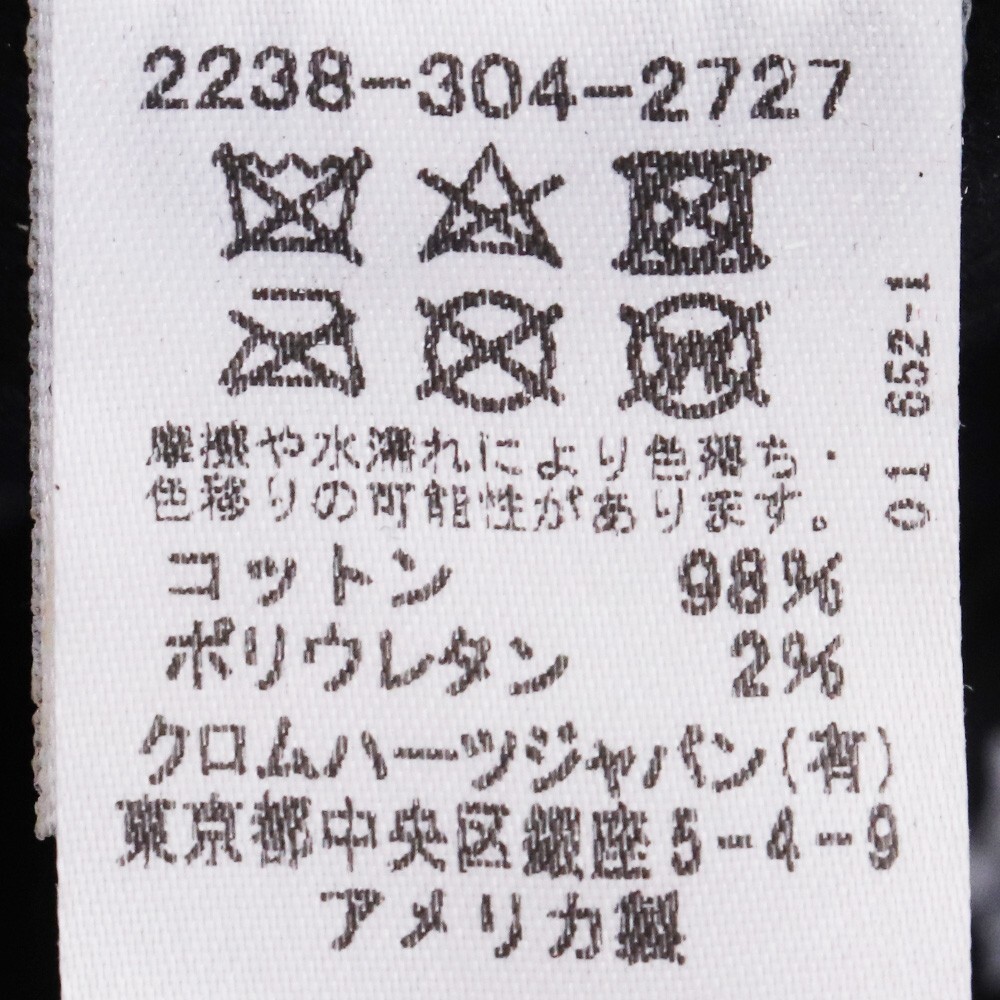 2238-304-2727
摩擦や水濡れにより色落ち・
色移りの可能性があります。
コットン 98%
ポリウレタン 2%
クロムハーツジャパン(有)
東京都中央区銀座5-4-9
アメリカ製
01 652-1